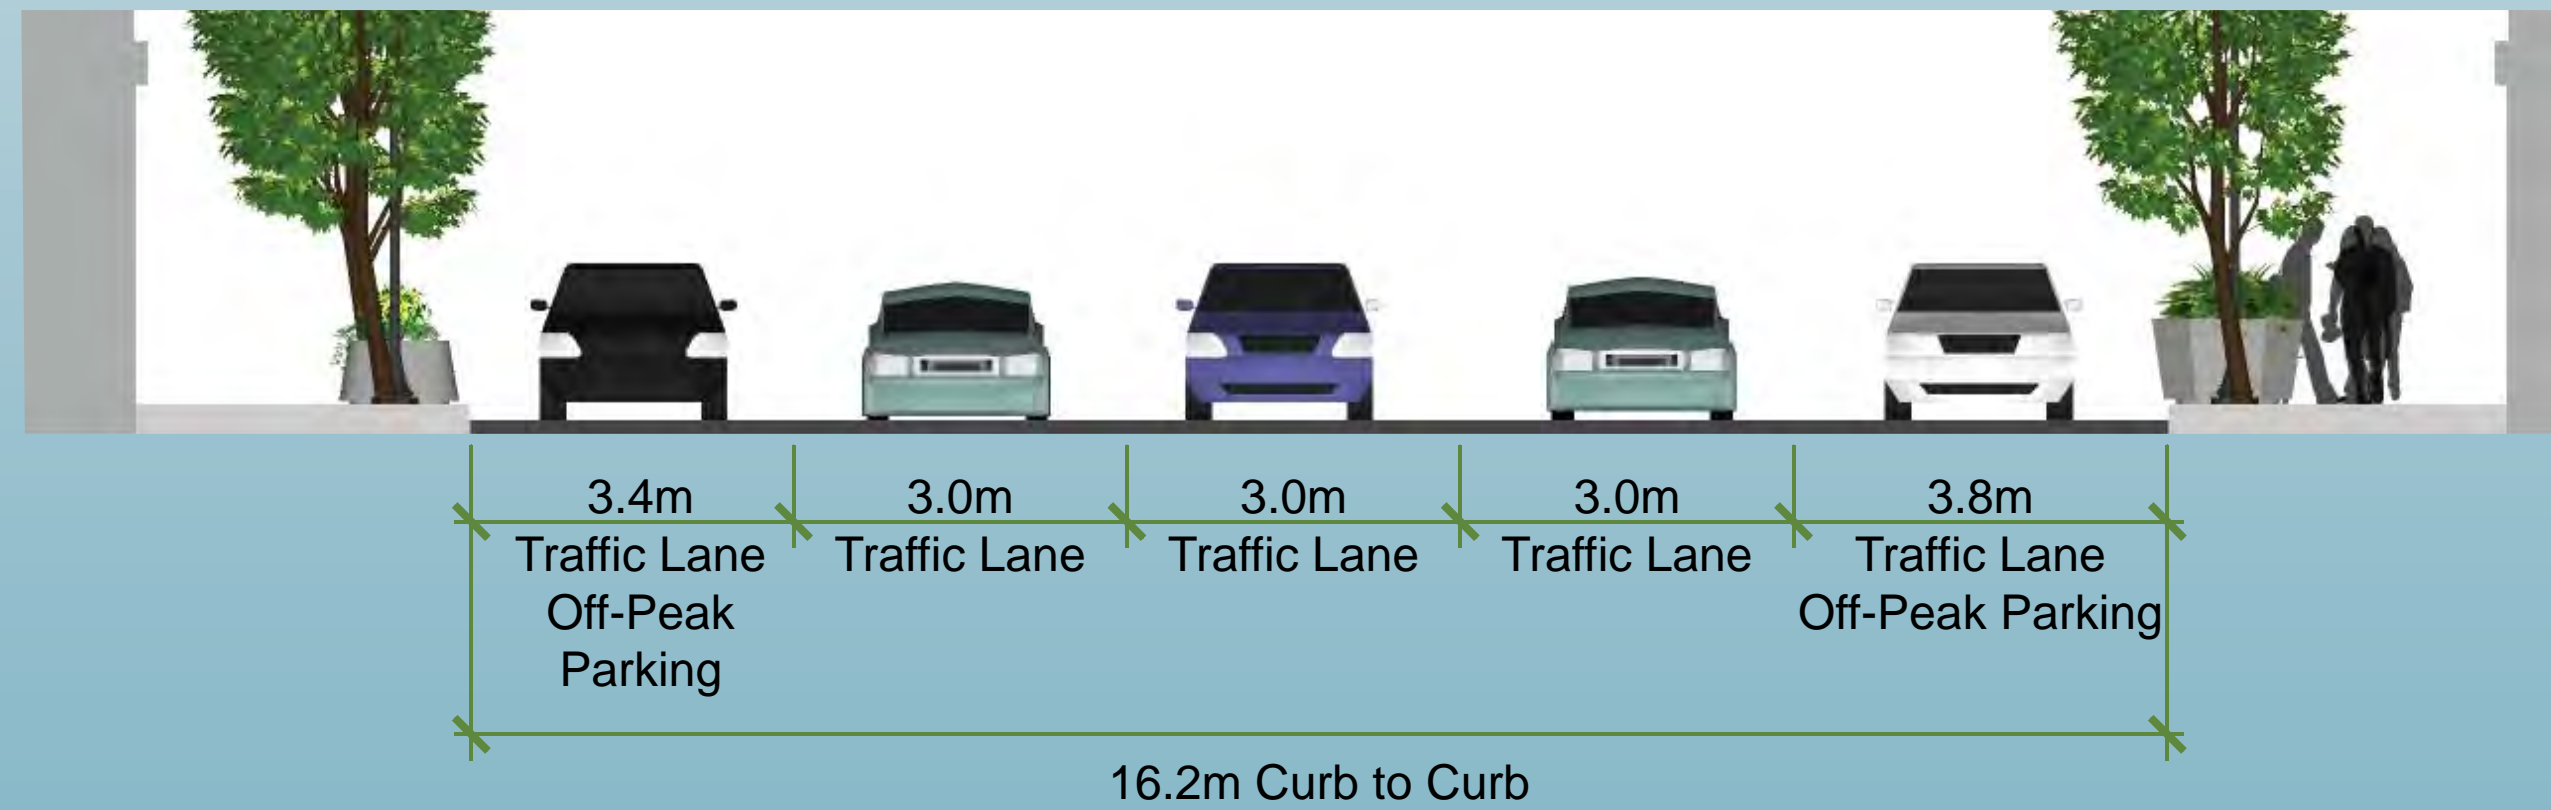 3.4m
Traffic Lane
Off-Peak
Parking
3.0m
Traffic Lane
3.0m
Traffic Lane
3.0m
Traffic Lane
3.8m
Traffic Lane
Off-Peak Parking
16.2m Curb to Curb